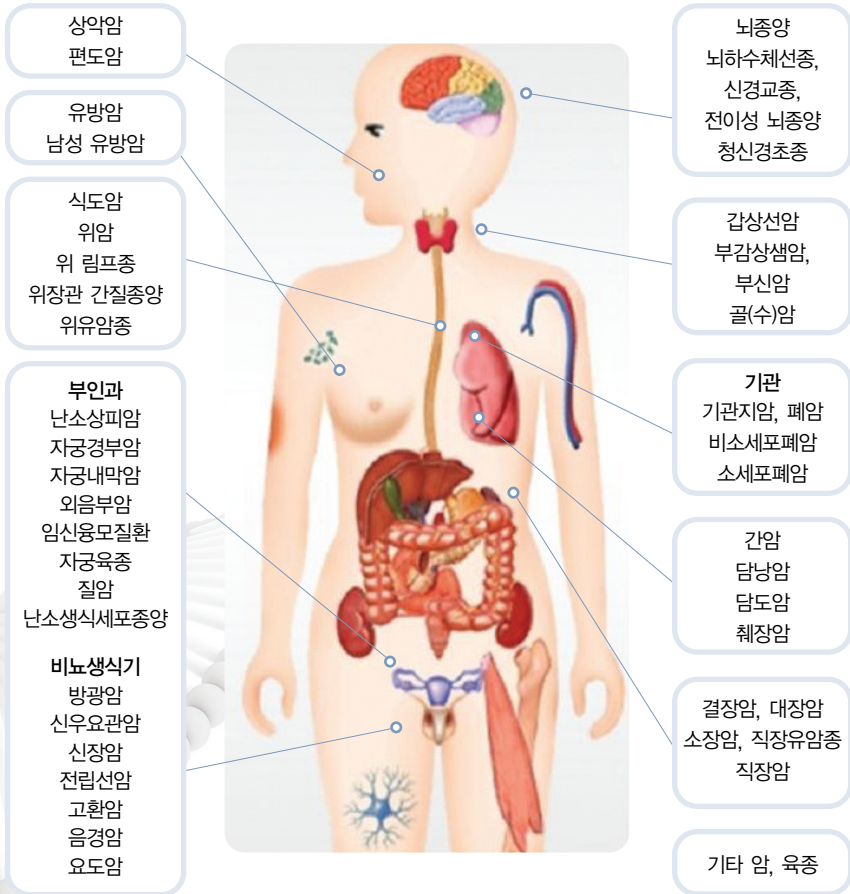 상악암
편도암
유방암
남성 유방암
식도암
위암
위 림프종
위장관 간질종양
위유암종
부인과
난소상피암
자궁경부암
자궁내막암
외음부암
임신융모질환
자궁육종
질암
난소생식세포종양
비뇨생식기
방광암
신우요관암
신장암
전립선암
고환암
음경암
요도암
뇌종양
뇌하수체선종,
신경교종,
전이성 뇌종양
청신경초종
갑상선암
부갑상샘암,
부신암
골(수)암
기관
기관지암, 폐암
비소세포폐암
소세포폐암
간암
담낭암
담도암
췌장암
결장암, 대장암
소장암, 직장유암종
직장암
기타 암, 육종